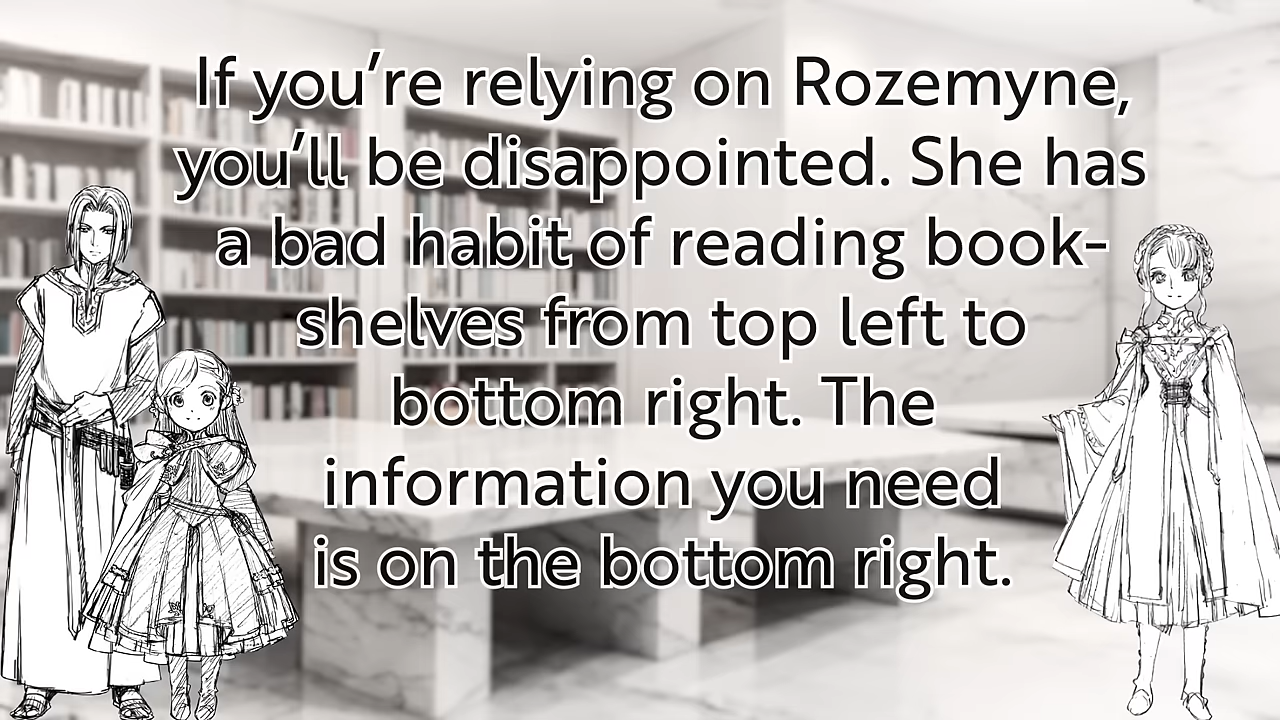 If you’re relying on Rozemyne,
you’ll be disappointed. She has
a bad habit of reading book-
shelves from top left to
bottom right. The
information you need
is on the bottom right.